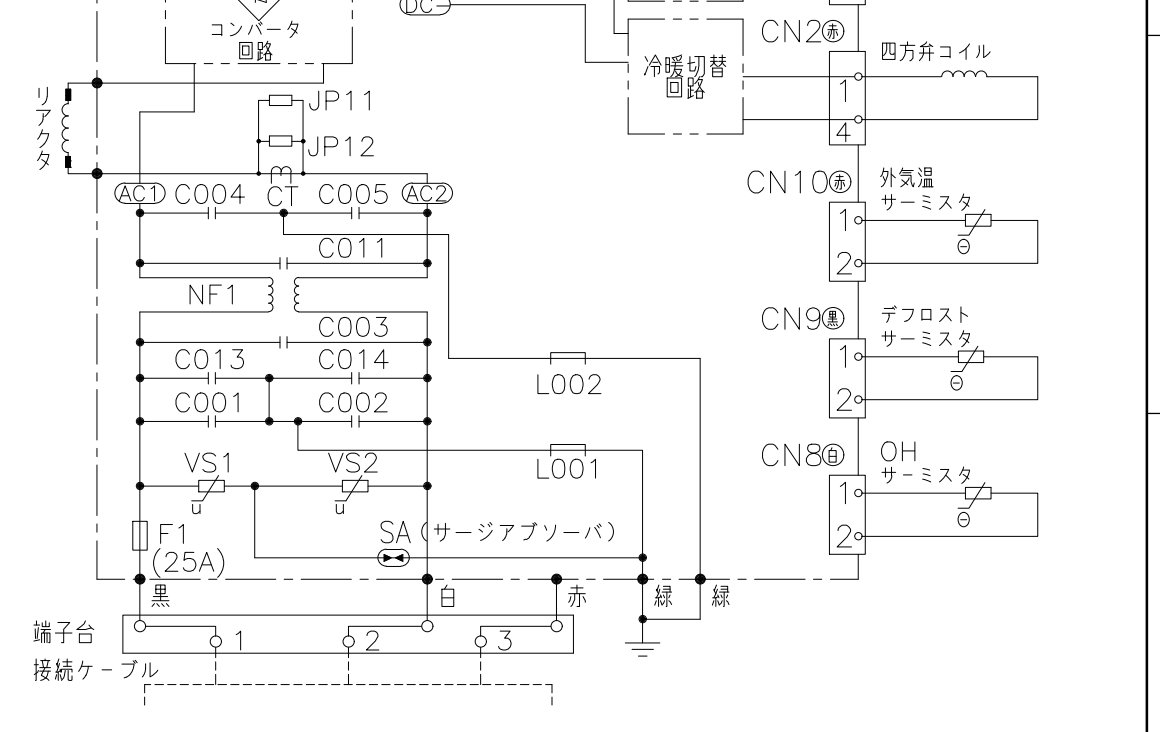 DC−
コンバータ
回路
CN2赤
冷暖切替
回路
四方弁コイル
1
4
リアクタ
JP11
JP12
AC1
C004
CT
C005
AC2
CN10赤
外気温
サーミスタ
1
2
θ
C011
NF1
C003
CN9黒
デフロスト
サーミスタ
1
2
θ
C013
C014
L002
C001
C002
CN8白
OH
サーミスタ
1
2
θ
VS1
VS2
u
u
L001
F1
(25A)
SA(サージアブソーバ)
黒
白
赤
緑
緑
端子台
1
2
3
接続ケーブル